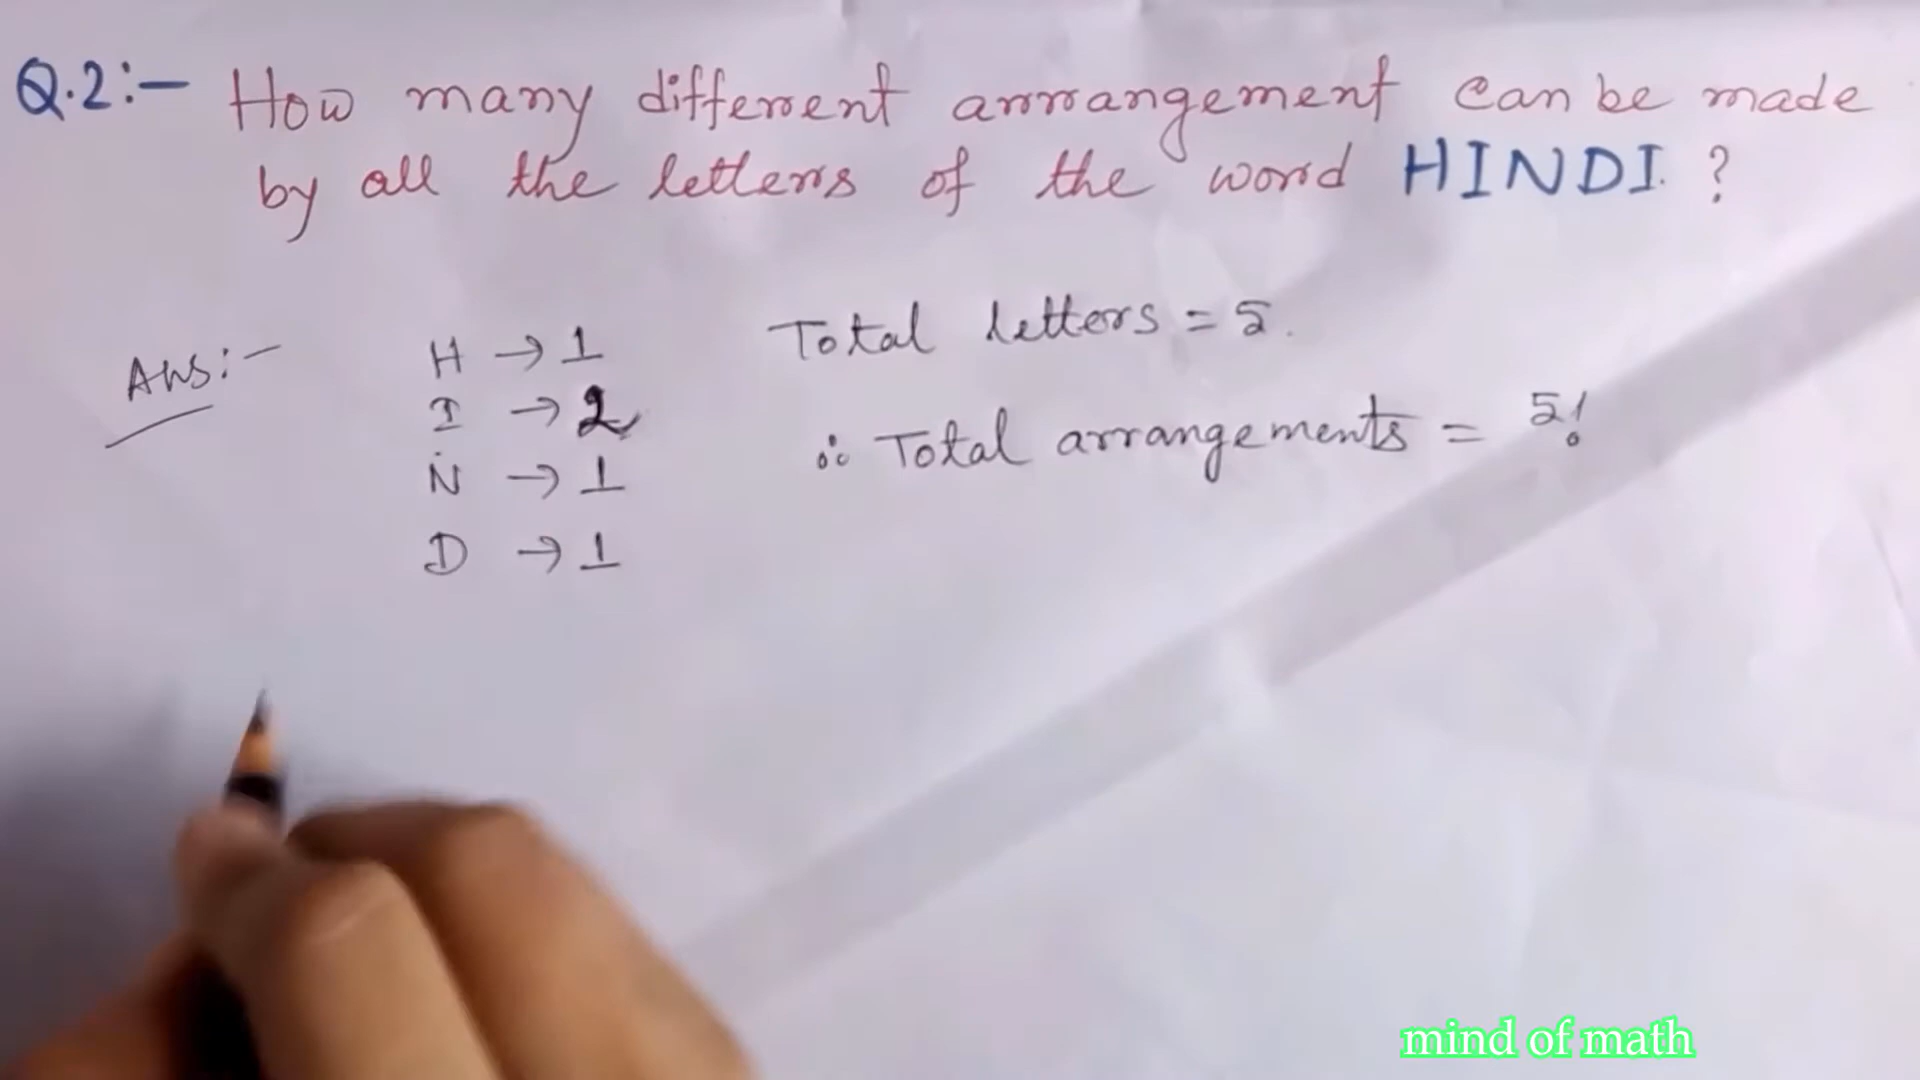 Q.2:- How many different arrangement can be made
by all the letters of the word HINDI ?
Ans:-
H → 1
I → 2
N → 1
D → 1
Total letters = 5.
∴ Total arrangements = 5!
mind of math